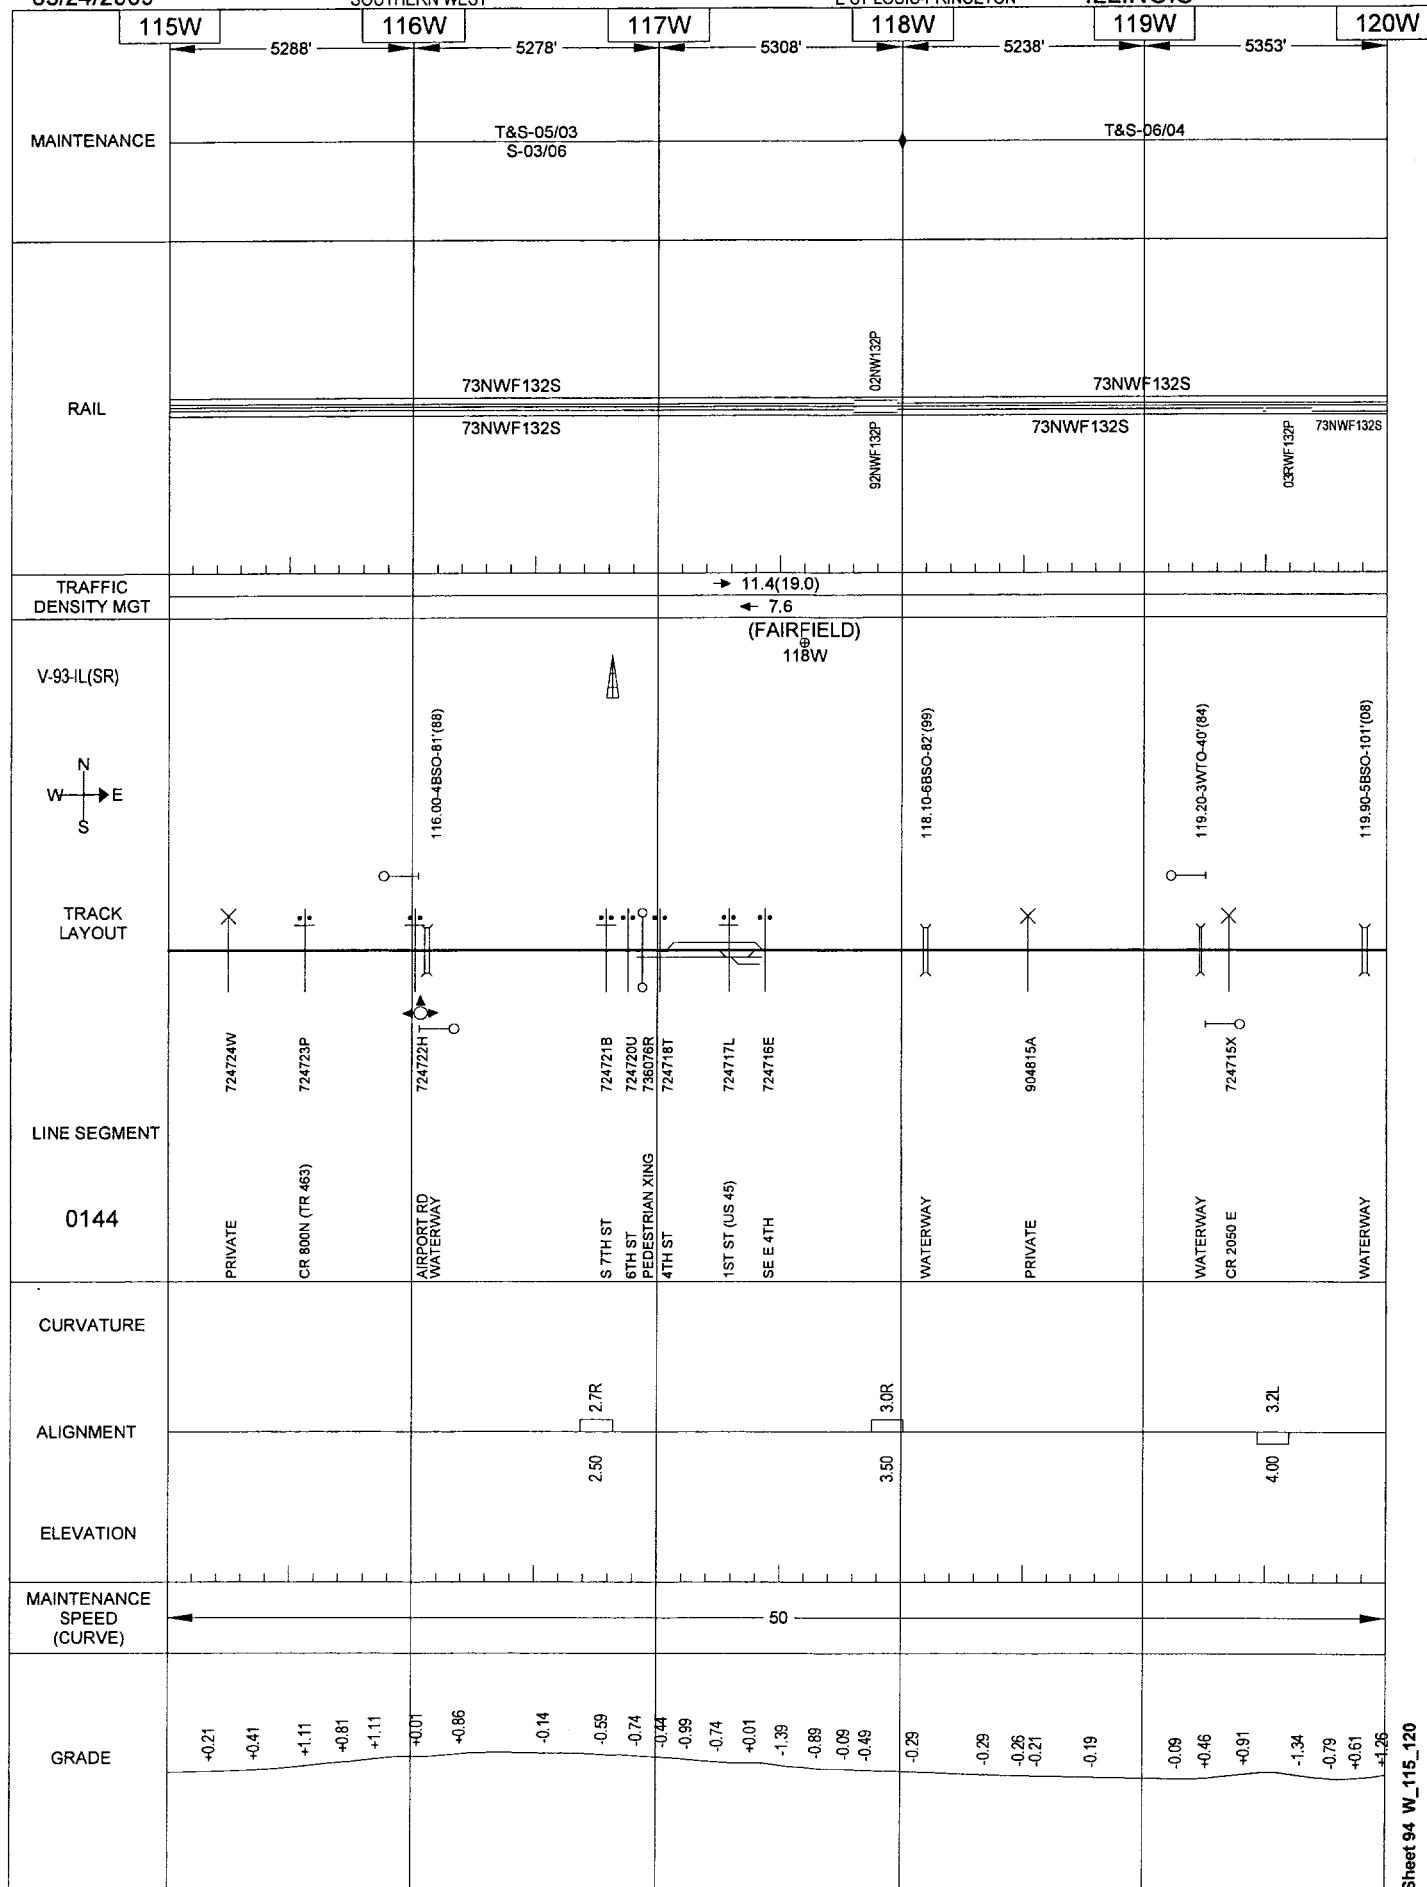 115W 116W 117W 118W 119W 120W
5288' 5278' 5308' 5238' 5353'
MAINTENANCE
T&S-05/03
S-03/06
T&S-06/04
RAIL
73NWF132S
73NWF132S
02NW132P
92NWF132P
73NWF132S
73NWF132S
03RWF132P
73NWF132S
TRAFFIC
DENSITY MGT
11.4(19.0)
7.6
(FAIRFIELD)
118W
V-93-IL(SR)
N
W E
S
116.00-4BSO-81'(88)
118.10-6BSO-82'(99)
119.20-3WTO-40'(84)
119.90-5BSO-101'(08)
TRACK
LAYOUT
724724W
724723P
724722H
724721B
724720U
736076R
724718T
724717L
724716E
904815A
724715X
LINE SEGMENT
0144
PRIVATE
CR 800N (TR 463)
AIRPORT RD
WATERWAY
S 7TH ST
6TH ST
PEDESTRIAN XING
4TH ST
1ST ST (US 45)
SE E 4TH
WATERWAY
PRIVATE
WATERWAY
CR 2050 E
WATERWAY
CURVATURE
ALIGNMENT
2.7R
3.0R
3.2L
2.50
3.50
4.00
ELEVATION
MAINTENANCE
SPEED
(CURVE)
50
GRADE
+0.21
+0.41
+1.11
+0.81
+1.11
+0.01
+0.86
-0.14
-0.59
-0.74
-0.44
-0.99
-0.74
+0.01
-1.39
-0.89
-0.09
-0.49
-0.29
-0.29
-0.26
-0.21
-0.19
-0.09
+0.46
+0.91
-1.34
-0.79
+0.61
+1.26
Sheet 94 W_115_120